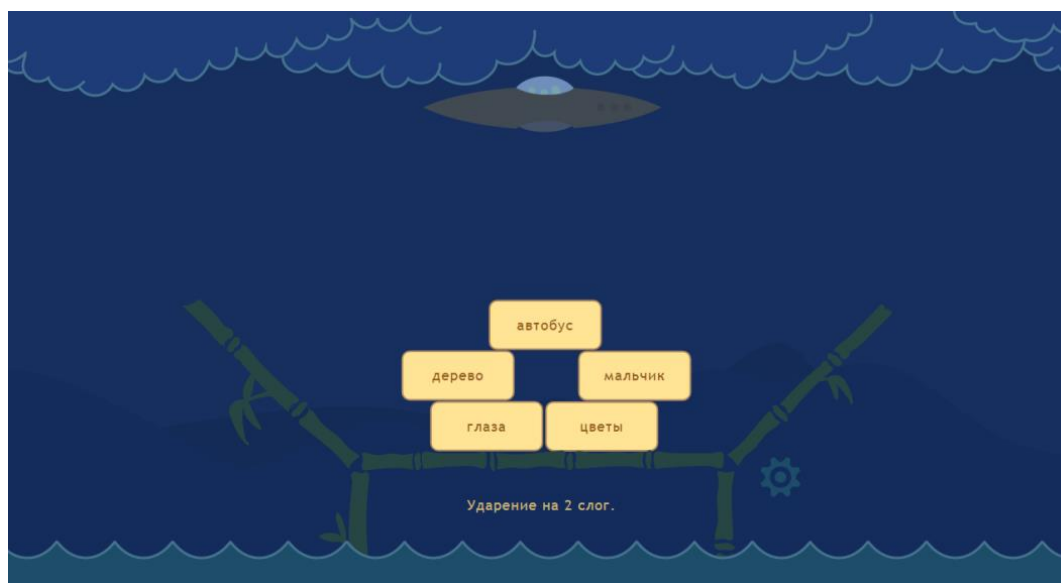 автобус
дерево
мальчик
глаза
цветы
Ударение на 2 слог.